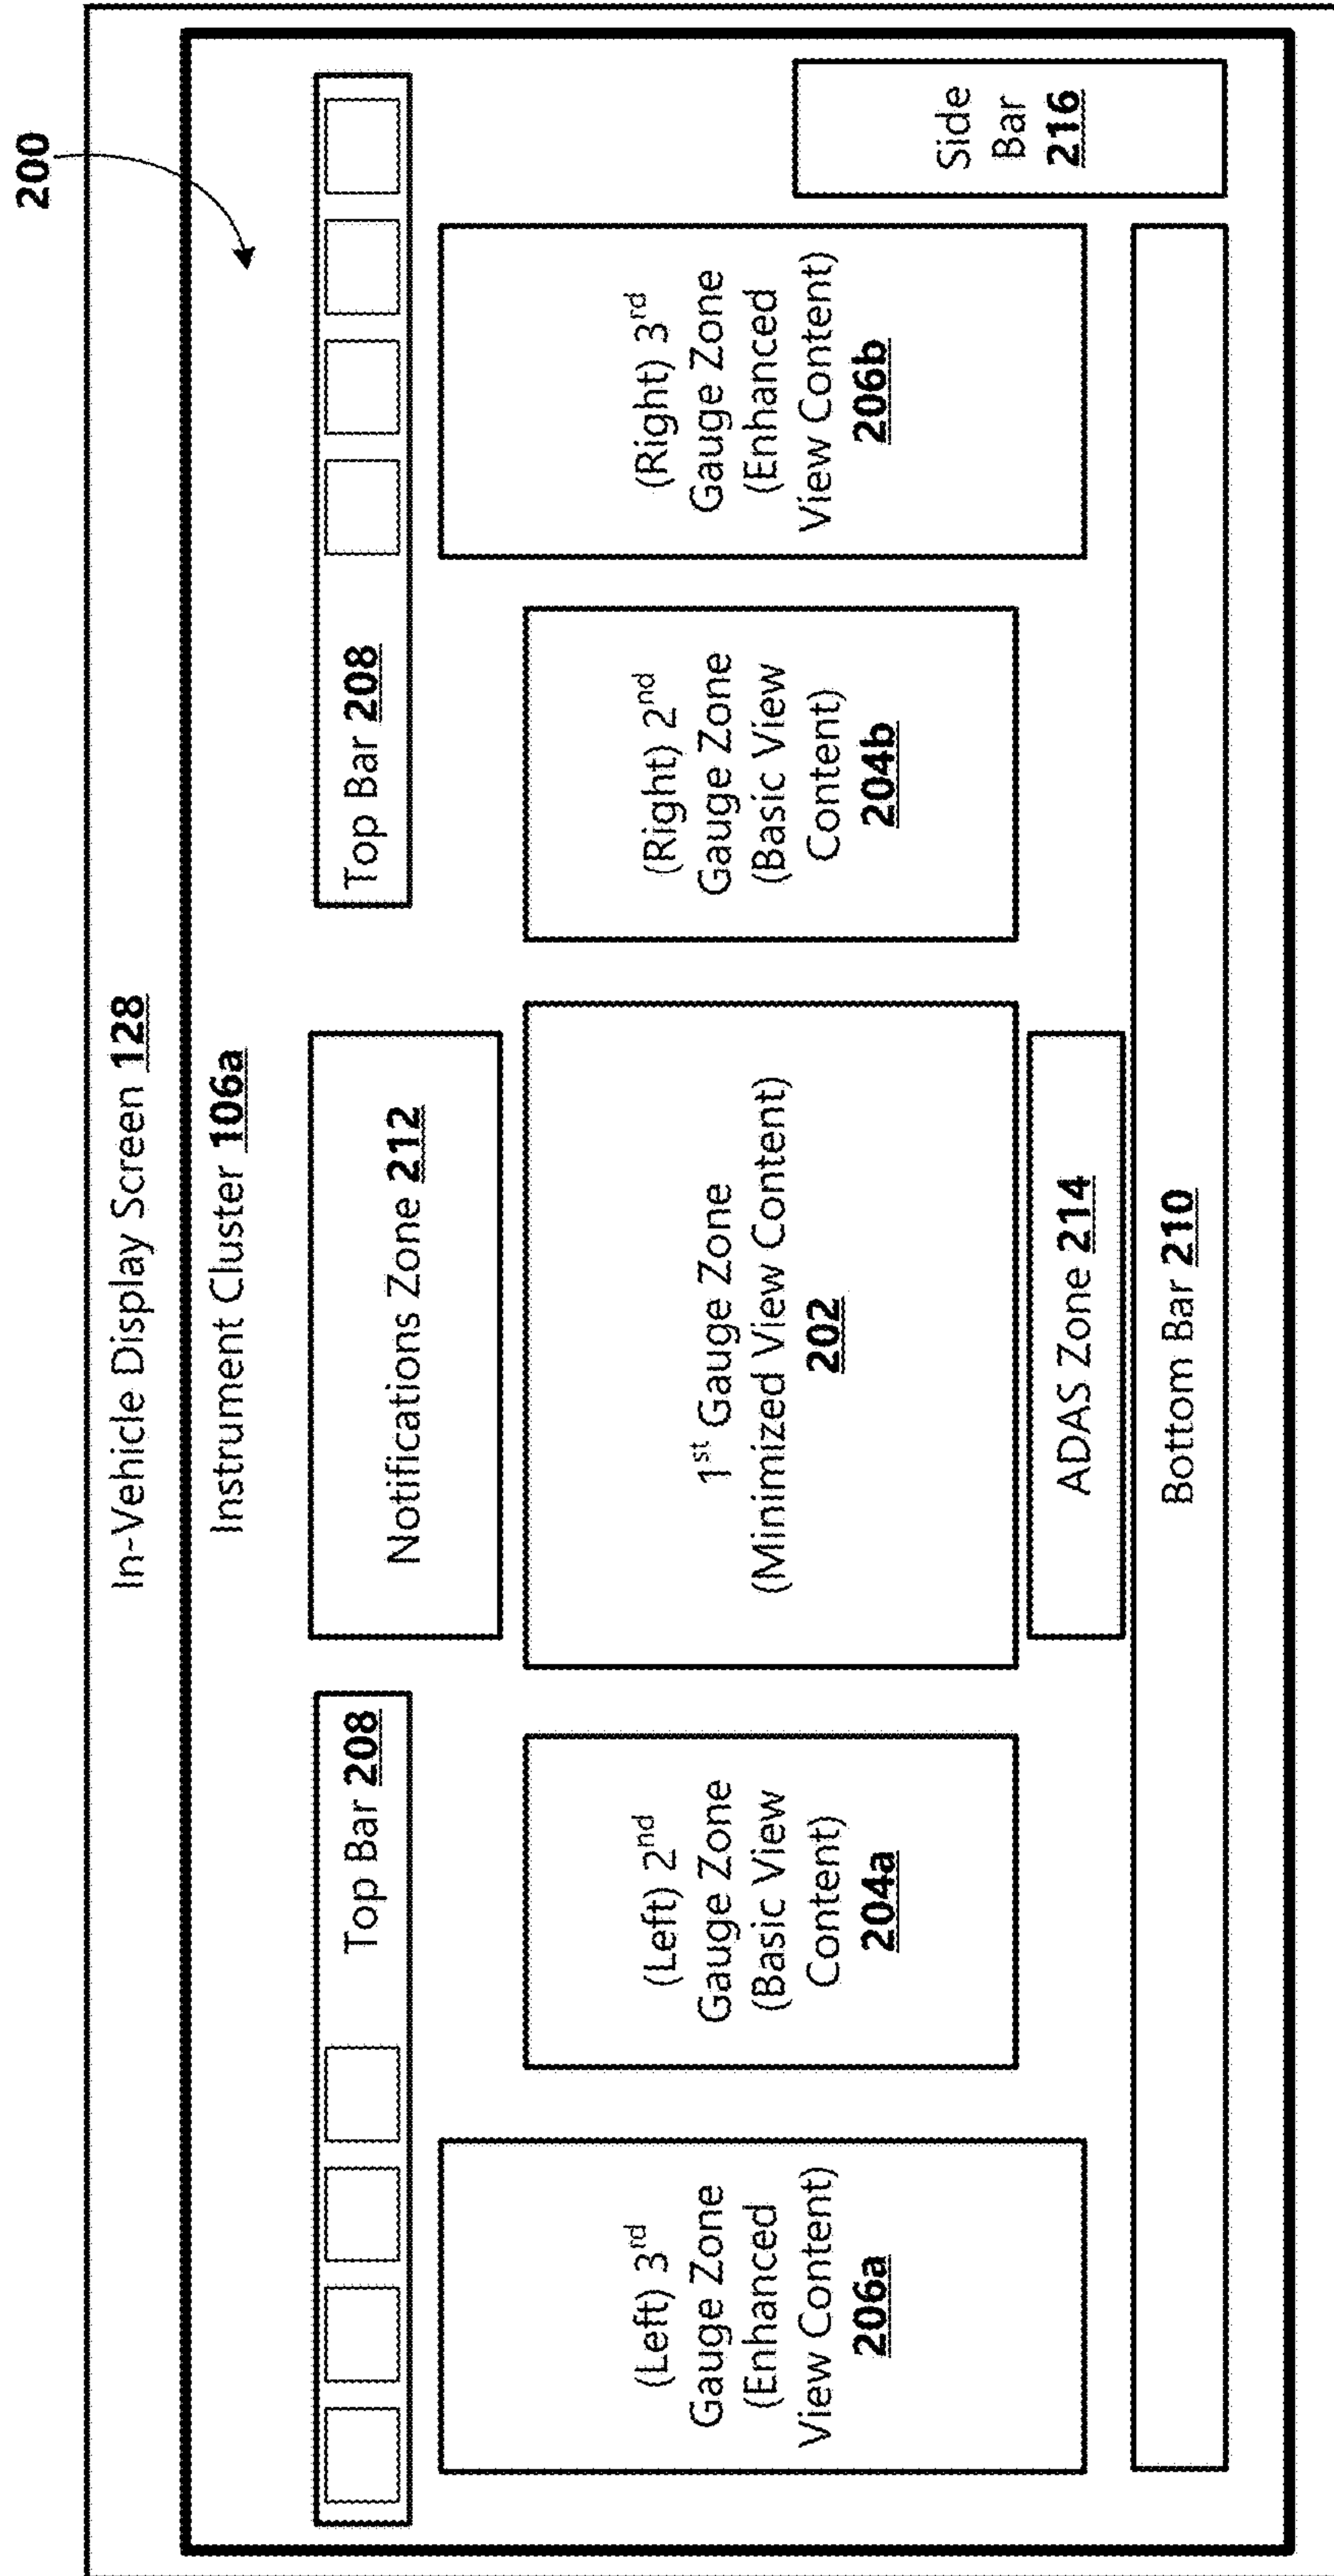 200
In-Vehicle Display Screen 128
Instrument Cluster 106a
Top Bar 208
Notifications Zone 212
Top Bar 208
(Left) 3rd
Gauge Zone
(Enhanced
View Content)
206a
(Left) 2nd
Gauge Zone
(Basic View
Content)
204a
1st Gauge Zone
(Minimized View Content)
202
(Right) 2nd
Gauge Zone
(Basic View
Content)
204b
(Right) 3rd
Gauge Zone
(Enhanced
View Content)
206b
Side
Bar
216
ADAS Zone 214
Bottom Bar 210